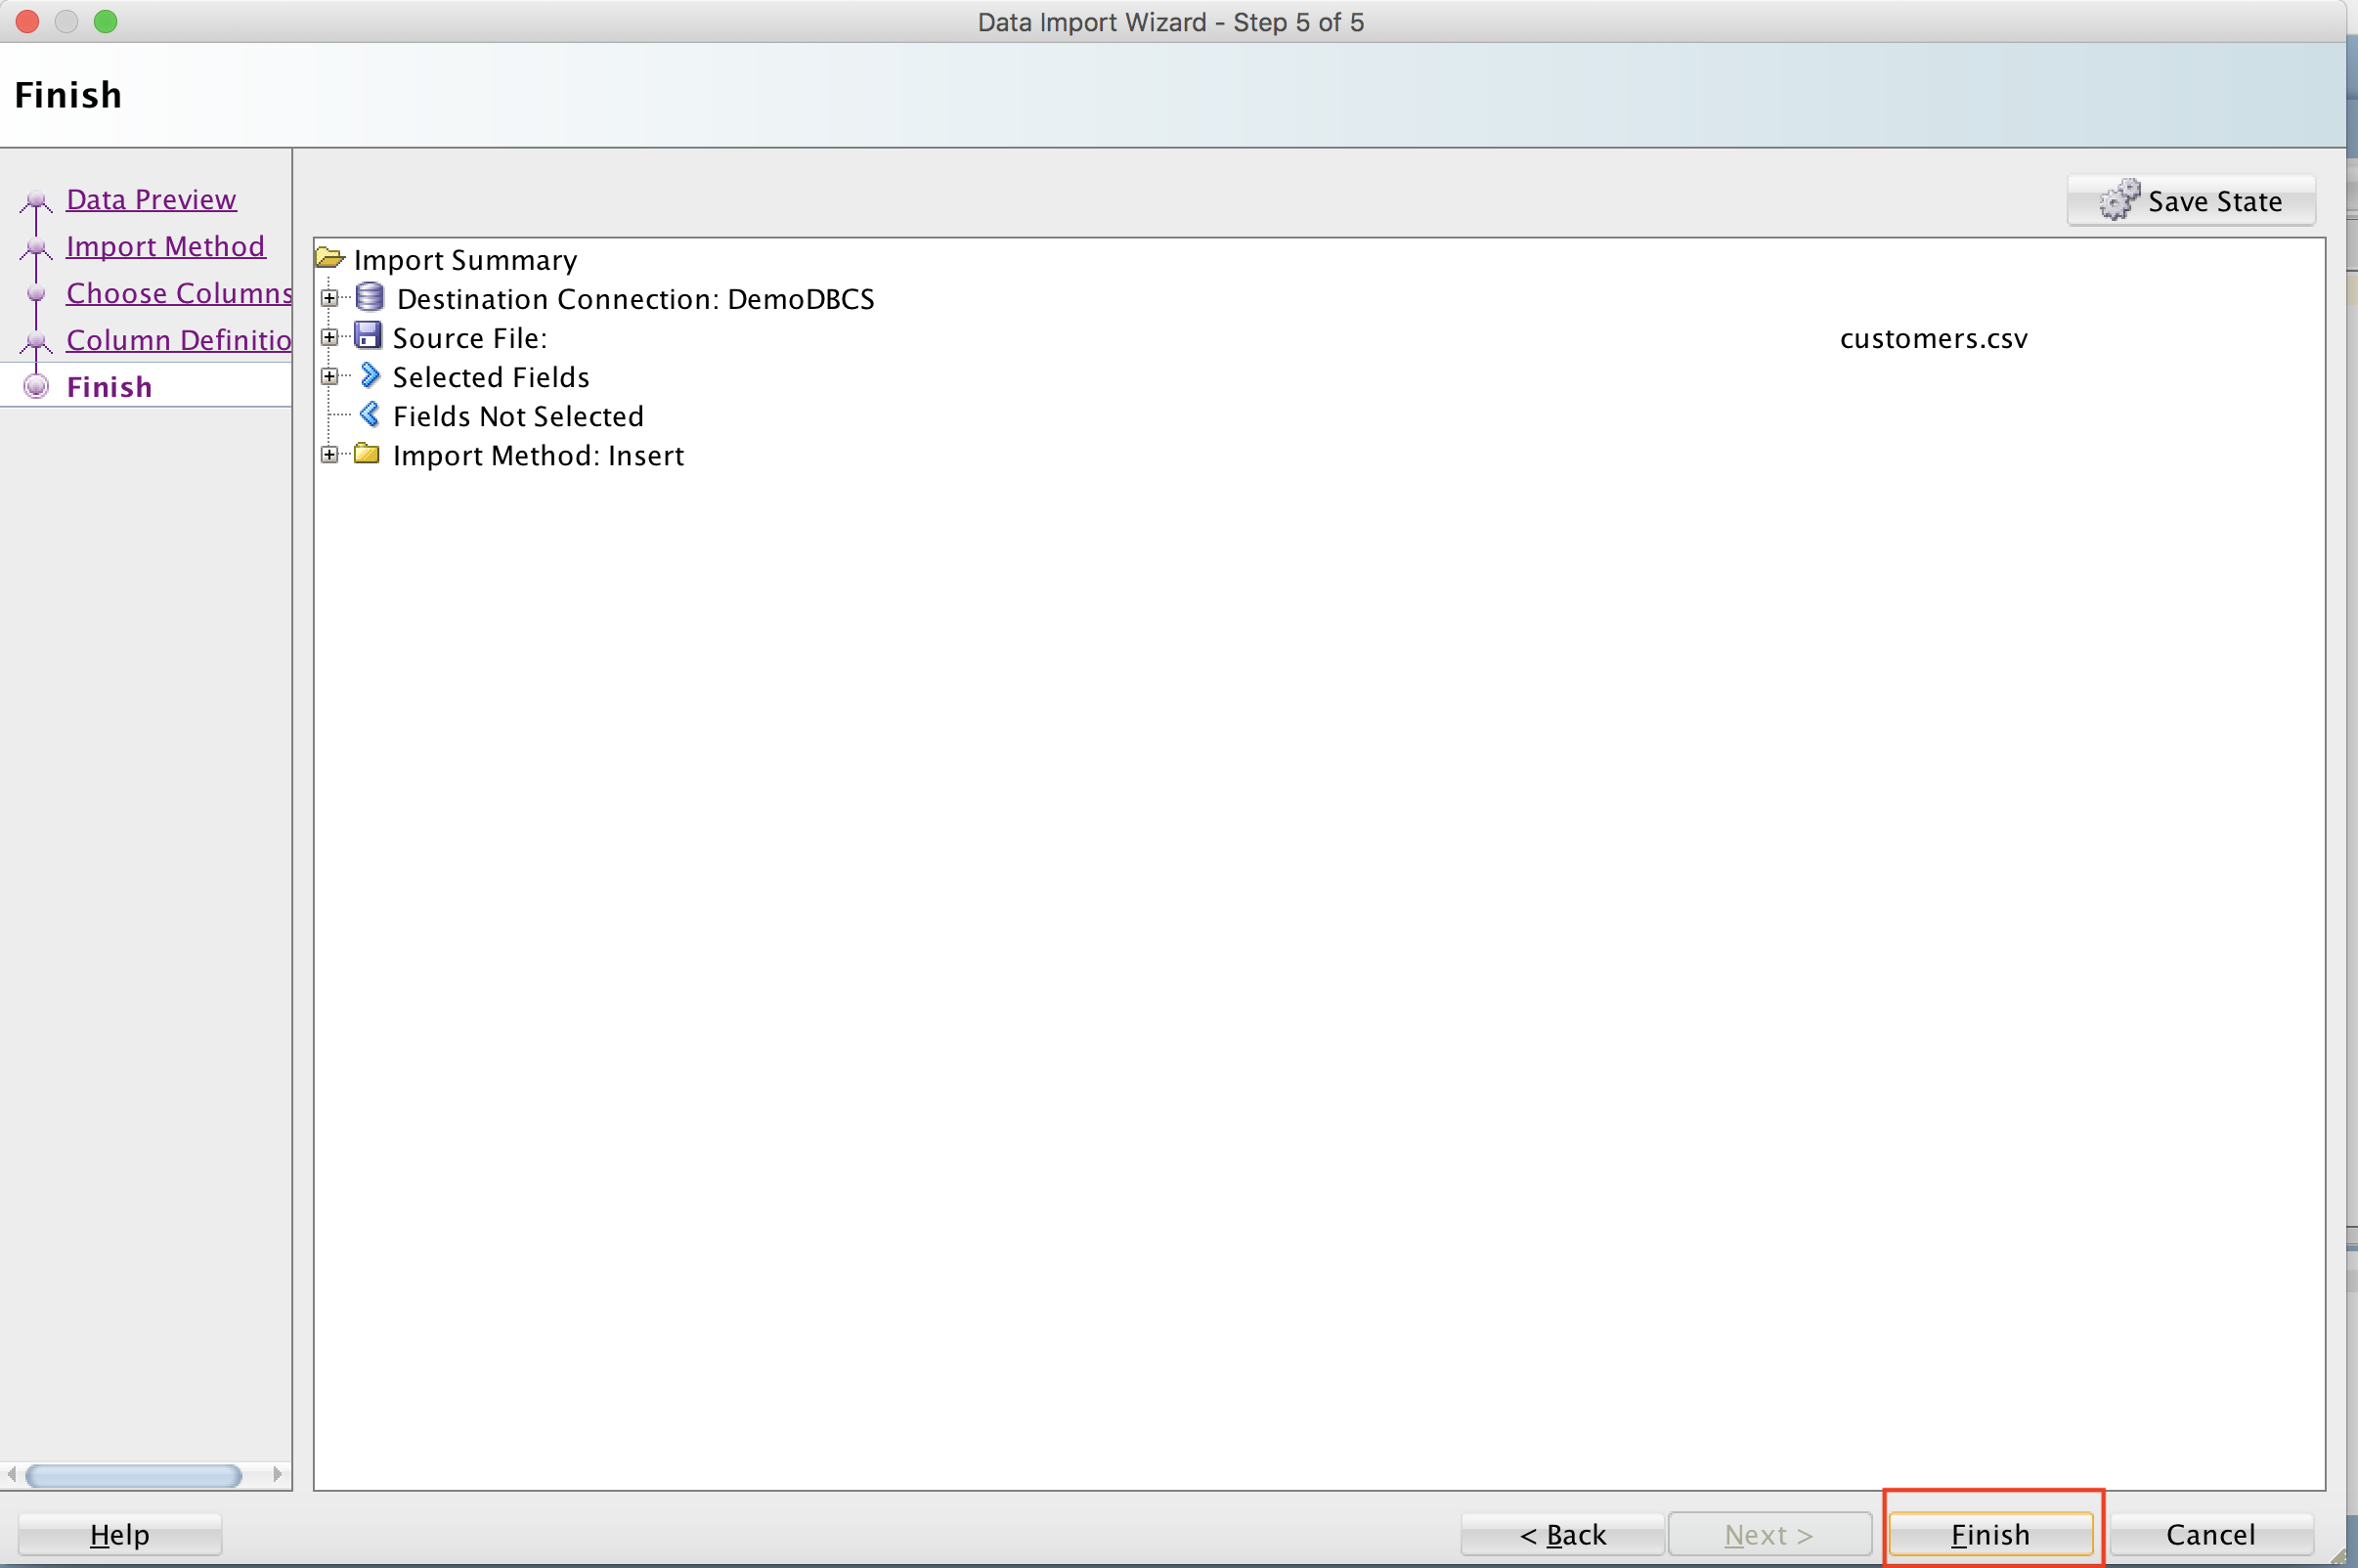 Data Import Wizard - Step 5 of 5
Finish
Data Preview
Import Method
Choose Columns
Column Definitio
Finish
Save State
Import Summary
Destination Connection: DemoDBCS
Source File: customers.csv
Selected Fields
Fields Not Selected
Import Method: Insert
Help
< Back
Next >
Finish
Cancel